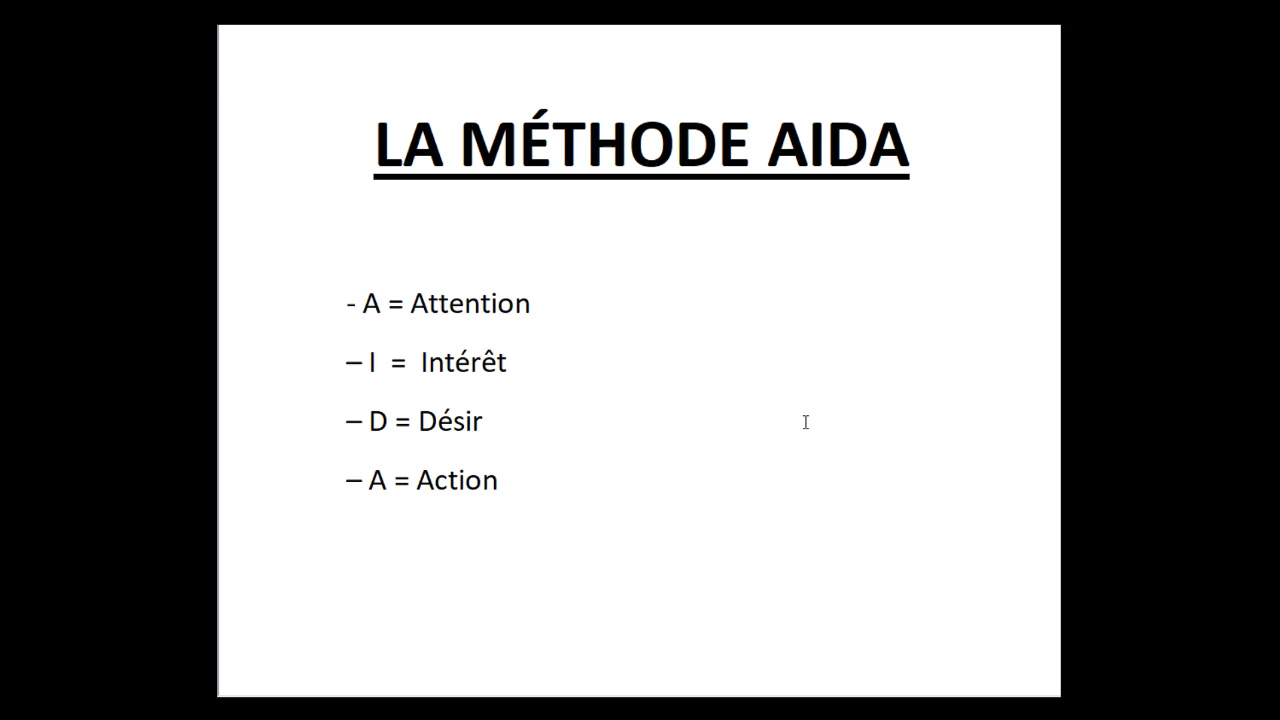 LA MÉTHODE AIDA
- A = Attention
– I  =  Intérêt
– D = Désir
– A = Action